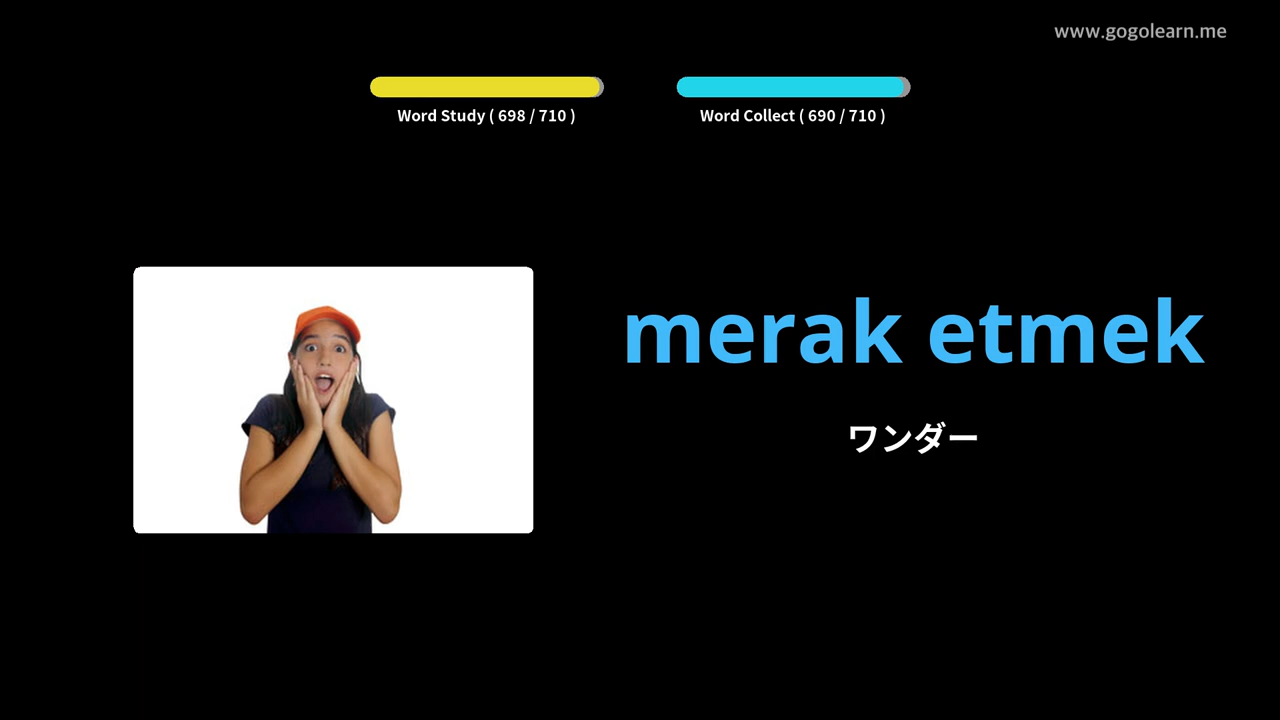 www.gogolearn.me
Word Study ( 698 / 710 )
Word Collect ( 690 / 710 )
merak etmek
ワンダー